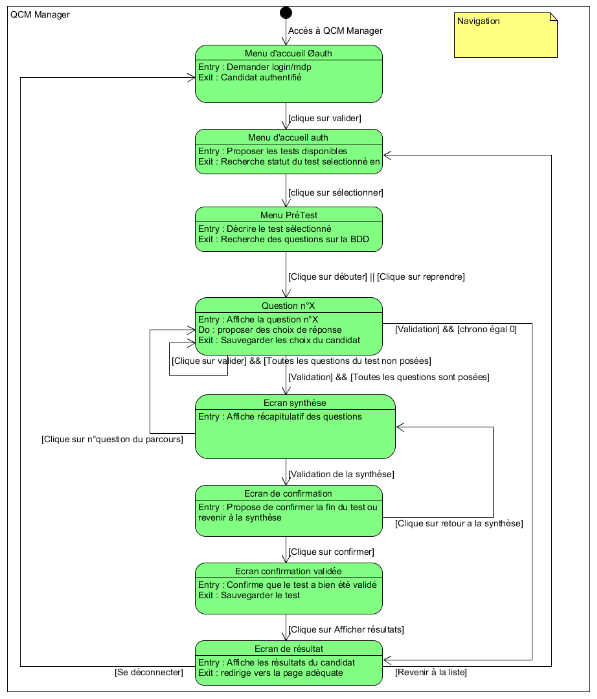 QCM Manager
Navigation
Accès à QCM Manager
Menu d'accueil Øauth
Entry : Demander login/mdp
Exit : Candidat authentifié
[clique sur valider]
Menu d'accueil auth
Entry : Proposer les tests disponibles
Exit : Recherche statut du test selectionné en
[clique sur sélectionner]
Menu PréTest
Entry : Décrire le test sélectionné
Exit : Recherche des questions sur la BDD
[Clique sur débuter] || [Clique sur reprendre]
Question n°X
Entry : Affiche la question n°X
Do : proposer des choix de réponse
Exit : Sauvegarder les choix du candidat
[Validation] && [chrono égal 0]
[Clique sur valider] && [Toutes les questions du test non posées]
[Validation] && [Toutes les questions sont posées]
Ecran synthèse
Entry : Affiche récapitulatif des questions
[Clique sur n°question du parcours]
[Validation de la synthèse]
Ecran de confirmation
Entry : Propose de confirmer la fin du test ou
revenir à la synthèse
[Clique sur retour a la synthèse]
[Clique sur confirmer]
Ecran confirmation validée
Entry : Confirme que le test a bien été validé
Exit : Sauvegarder le test
[Clique sur Afficher résultats]
Ecran de résultat
Entry : Affiche les résultats du candidat
Exit : redirige vers la page adéquate
[Se déconnecter]
[Revenir à la liste]